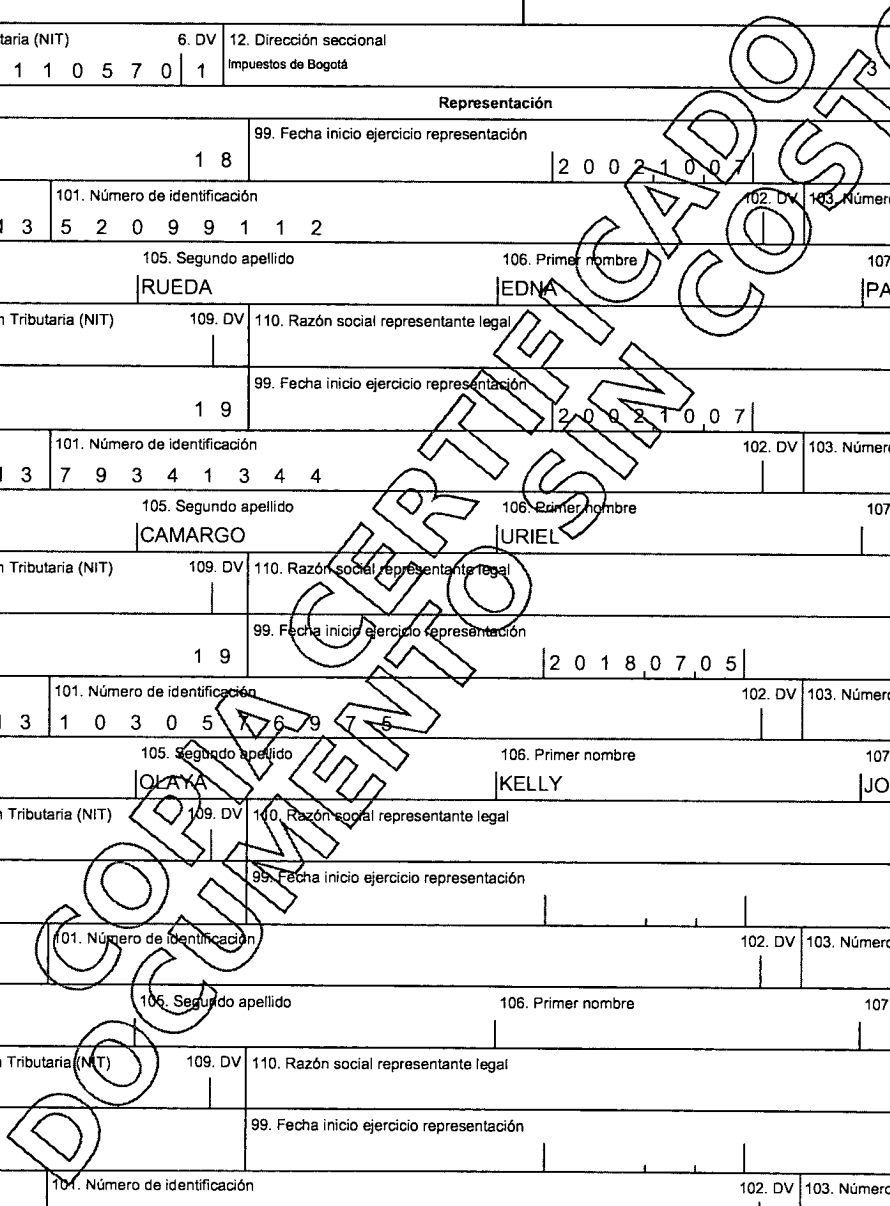 taria (NIT) 6. DV 12. Dirección seccional
1 1 0 5 7 0 1 Impuestos de Bogotá 3
Representación
99. Fecha inicio ejercicio representación
1 8 2 0 0 2 1 0 0 7
101. Número de identificación 102. DV 103. Número
3 5 2 0 9 9 1 1 2
105. Segundo apellido 106. Primer nombre 107
RUEDA EDNA PA
n Tributaria (NIT) 109. DV 110. Razón social representante legal
99. Fecha inicio ejercicio representación
1 9 2 0 0 2 1 0 0 7
101. Número de identificación 102. DV 103. Número
3 7 9 3 4 1 3 4 4
105. Segundo apellido 106. Primer nombre 107
CAMARGO URIEL
n Tributaria (NIT) 109. DV 110. Razón social representante legal
99. Fecha inicio ejercicio representación
1 9 2 0 1 8 0 7 0 5
101. Número de identificación 102. DV 103. Número
3 1 0 3 0 5 7 6 9 7 5
105. Segundo apellido 106. Primer nombre 107
OLAYA KELLY JO
n Tributaria (NIT) 109. DV 110. Razón social representante legal
99. Fecha inicio ejercicio representación
101. Número de identificación 102. DV 103. Número
105. Segundo apellido 106. Primer nombre 107
n Tributaria (NIT) 109. DV 110. Razón social representante legal
99. Fecha inicio ejercicio representación
101. Número de identificación 102. DV 103. Número
COPIA CERTIFICADO
DOCUMENTO SIN COSTO